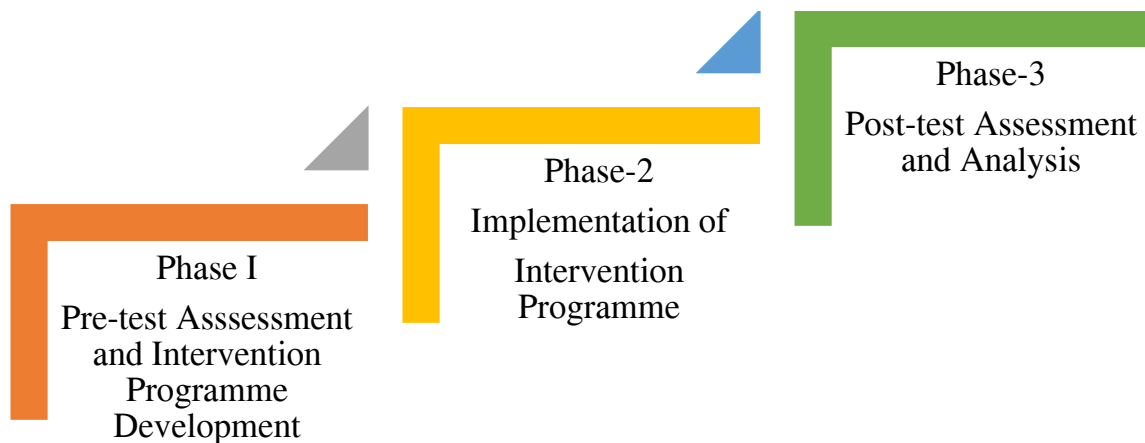 Phase I
Pre-test Asssessment
and Intervention
Programme
Development
Phase-2
Implementation of
Intervention
Programme
Phase-3
Post-test Assessment
and Analysis